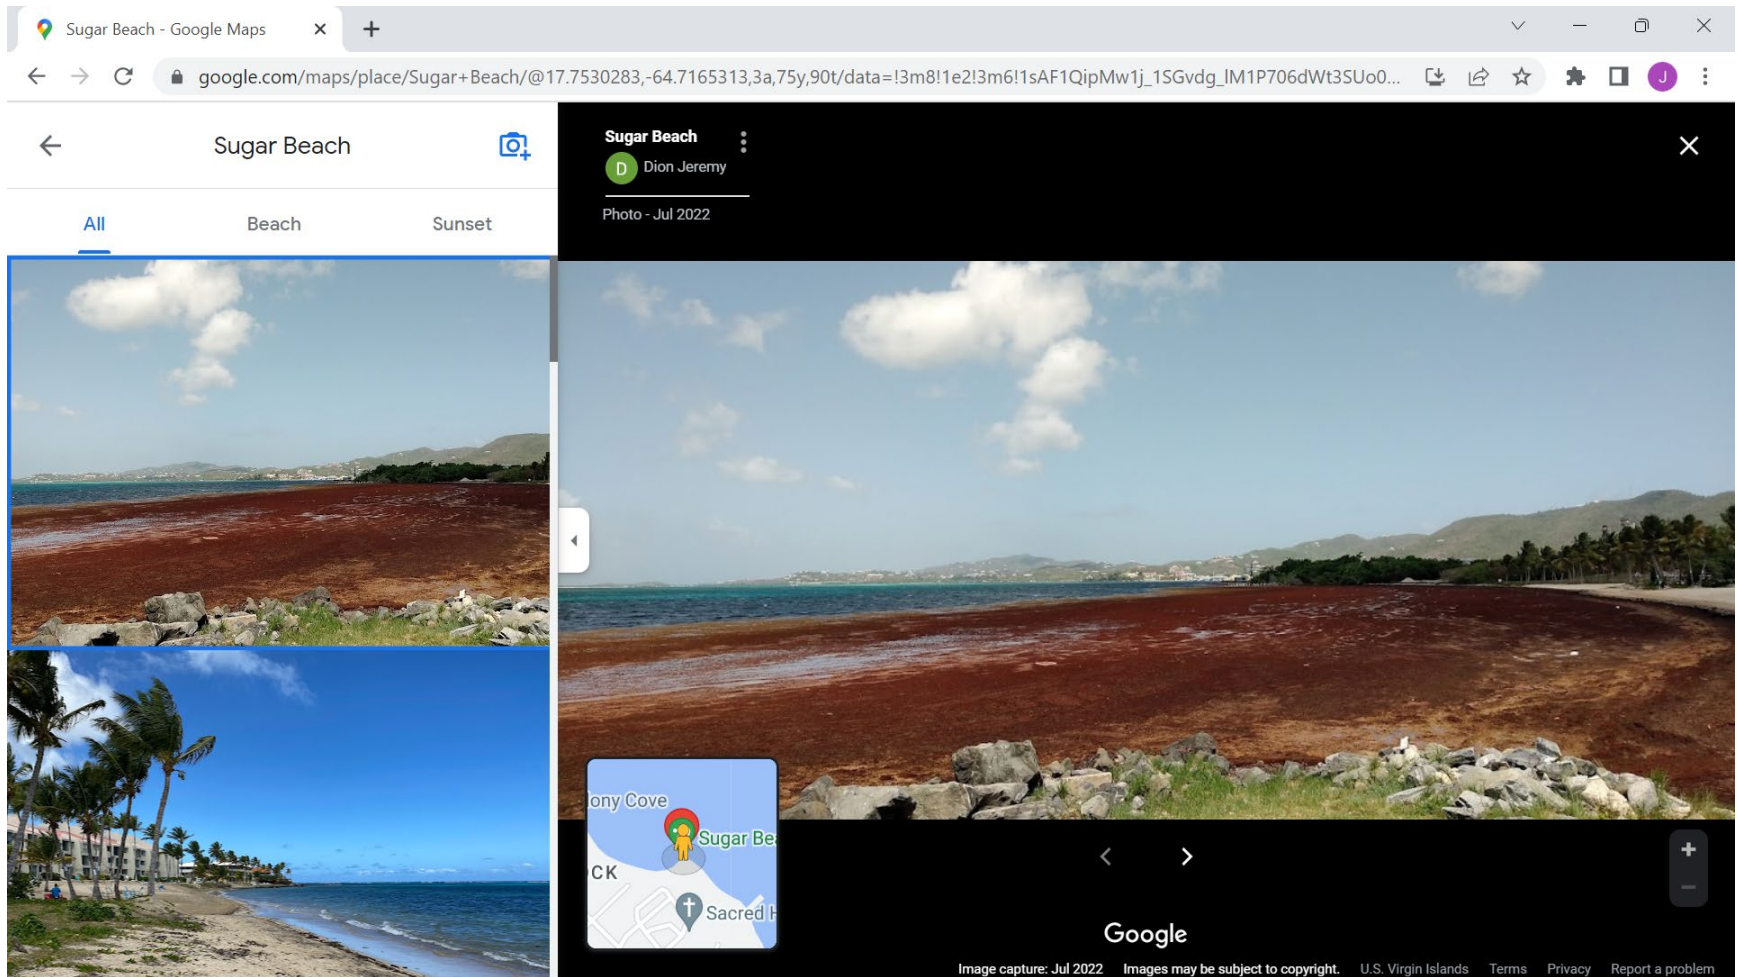 Sugar Beach - Google Maps
google.com/maps/place/Sugar+Beach/@17.7530283,-64.7165313,3a,75y,90t/data=!3m8!1e2!3m6!1sAF1QipMw1j_1SGvdg_lM1P706dWt3SUo0...
J
Sugar Beach
All Beach Sunset
Sugar Beach
D Dion Jeremy
Photo - Jul 2022
lony Cove
Sugar Bea
CK
Sacred H
Google
Image capture: Jul 2022 Images may be subject to copyright. U.S. Virgin Islands Terms Privacy Report a problem